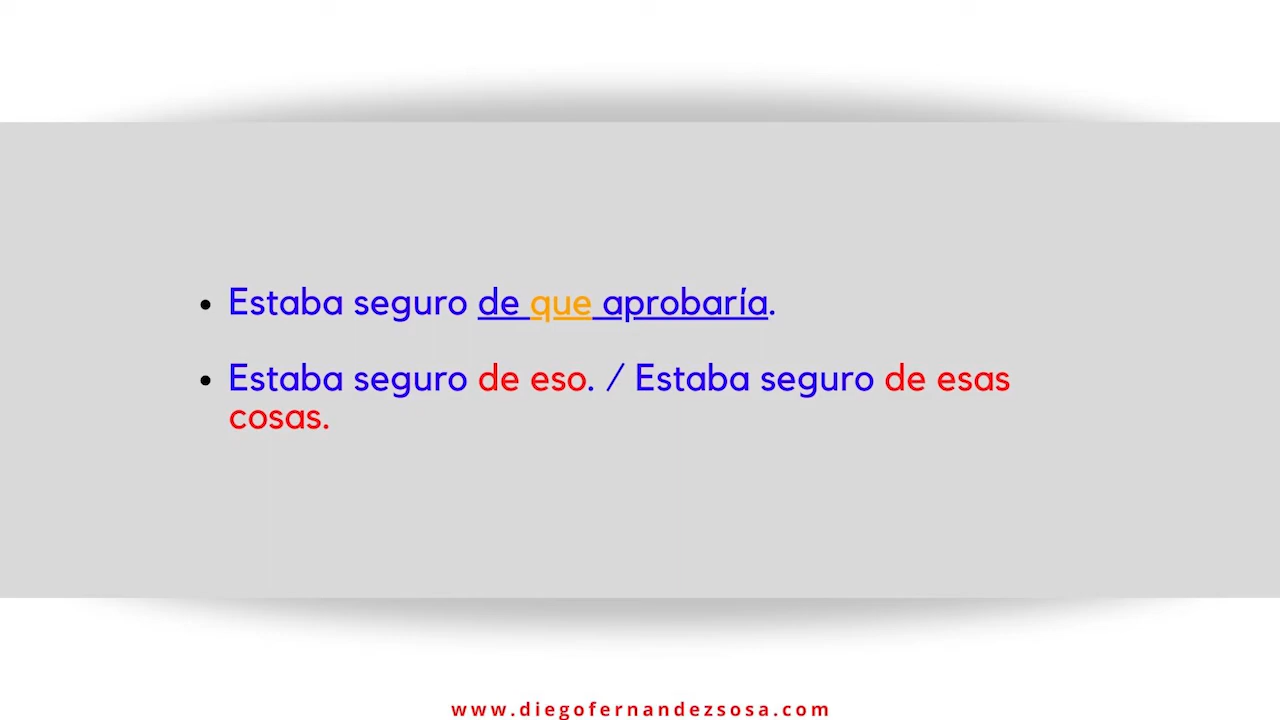 • Estaba seguro de que aprobaría.
• Estaba seguro de eso. / Estaba seguro de esas
cosas.
www.diegofernandezsosa.com